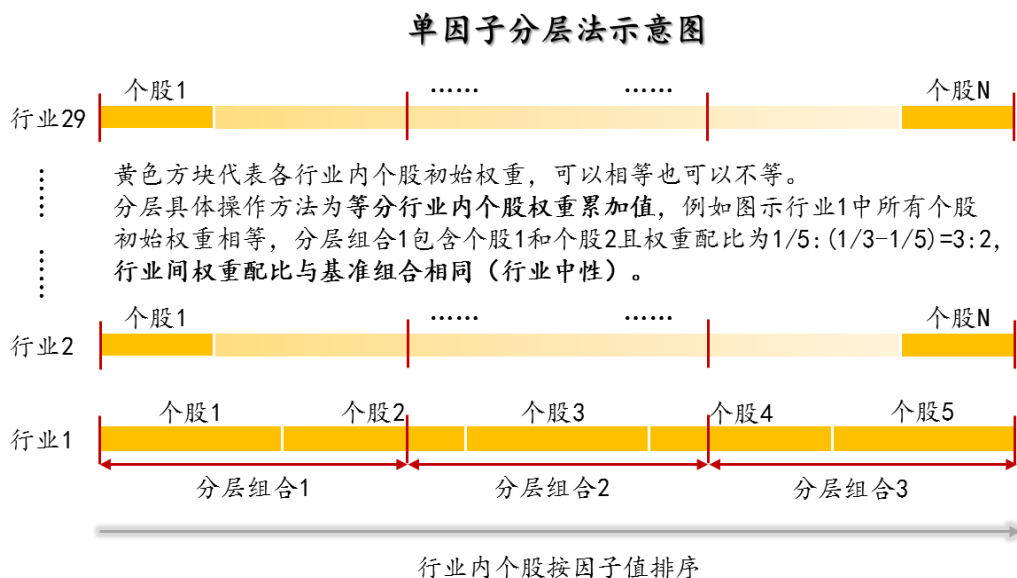 单因子分层法示意图
个股1 …… …… 个股N
行业29
……
黄色方块代表各行业内个股初始权重，可以相等也可以不等。
分层具体操作方法为等分行业内个股权重累加值，例如图示行业1中所有个股
初始权重相等，分层组合1包含个股1和个股2且权重配比为1/5:(1/3-1/5)=3:2，
行业间权重配比与基准组合相同（行业中性）。
……
个股1 …… …… 个股N
行业2
个股1 个股2 个股3 个股4 个股5
行业1
分层组合1 分层组合2 分层组合3
行业内个股按因子值排序